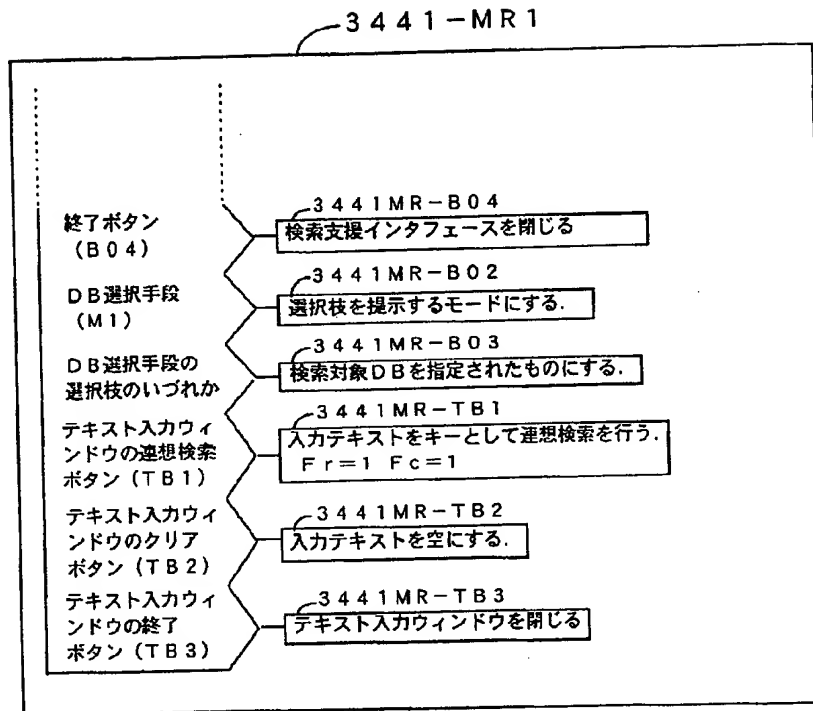 3441-MR1
終了ボタン
(B04)
3441MR-B04
検索支援インタフェースを閉じる
DB選択手段
(M1)
3441MR-B02
選択枝を提示するモードにする.
DB選択手段の
選択枝のいづれか
3441MR-B03
検索対象DBを指定されたものにする.
テキスト入力ウィ
ンドウの連想検索
ボタン(TB1)
3441MR-TB1
入力テキストをキーとして連想検索を行う.
Fr=1 Fc=1
テキスト入力ウィ
ンドウのクリア
ボタン(TB2)
3441MR-TB2
入力テキストを空にする.
テキスト入力ウィ
ンドウの終了
ボタン(TB3)
3441MR-TB3
テキスト入力ウィンドウを閉じる